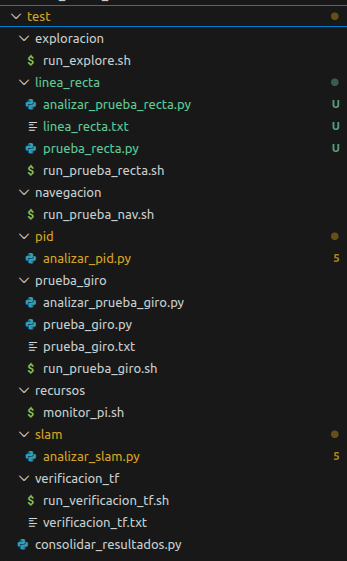 test
exploracion
$ run_explore.sh
linea_recta
analizar_prueba_recta.py U
linea_recta.txt U
prueba_recta.py U
$ run_prueba_recta.sh
navegacion
$ run_prueba_nav.sh
pid
analizar_pid.py 5
prueba_giro
analizar_prueba_giro.py
prueba_giro.py
prueba_giro.txt
$ run_prueba_giro.sh
recursos
$ monitor_pi.sh
slam
analizar_slam.py 5
verificacion_tf
$ run_verificacion_tf.sh
verificacion_tf.txt
consolidar_resultados.py